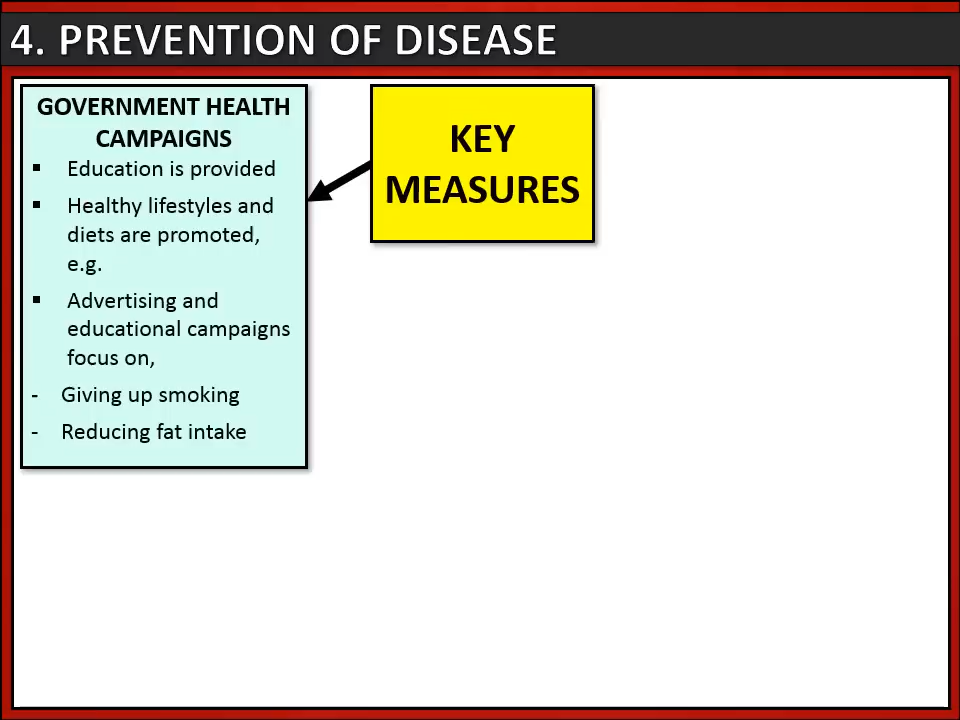 4. PREVENTION OF DISEASE
GOVERNMENT HEALTH
CAMPAIGNS
▪ Education is provided
▪ Healthy lifestyles and
diets are promoted,
e.g.
▪ Advertising and
educational campaigns
focus on,
- Giving up smoking
- Reducing fat intake
KEY
MEASURES